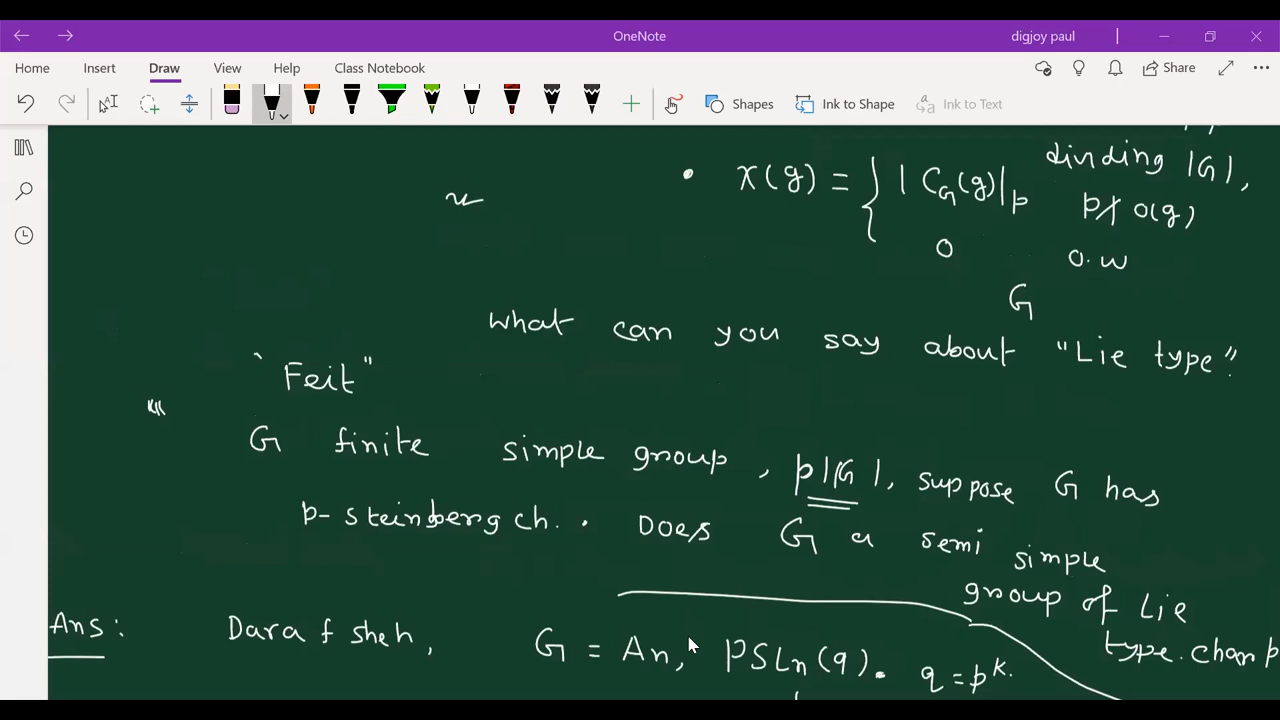 OneNote
digjoy paul
Home Insert Draw View Help Class Notebook
Share
Shapes Ink to Shape Ink to Text
dividing |G|,
• χ(g) = { |C_G(g)|_p p∤ o(g)
0 o.w
G
What can you say about "Lie type"
"Feit"
G finite simple group, p||G|, suppose G has
p-steinberg ch. . Does G a semi simple
group of Lie
type. char p
Ans: Darafsheh, G = An, PSLn(q). q = p^k.